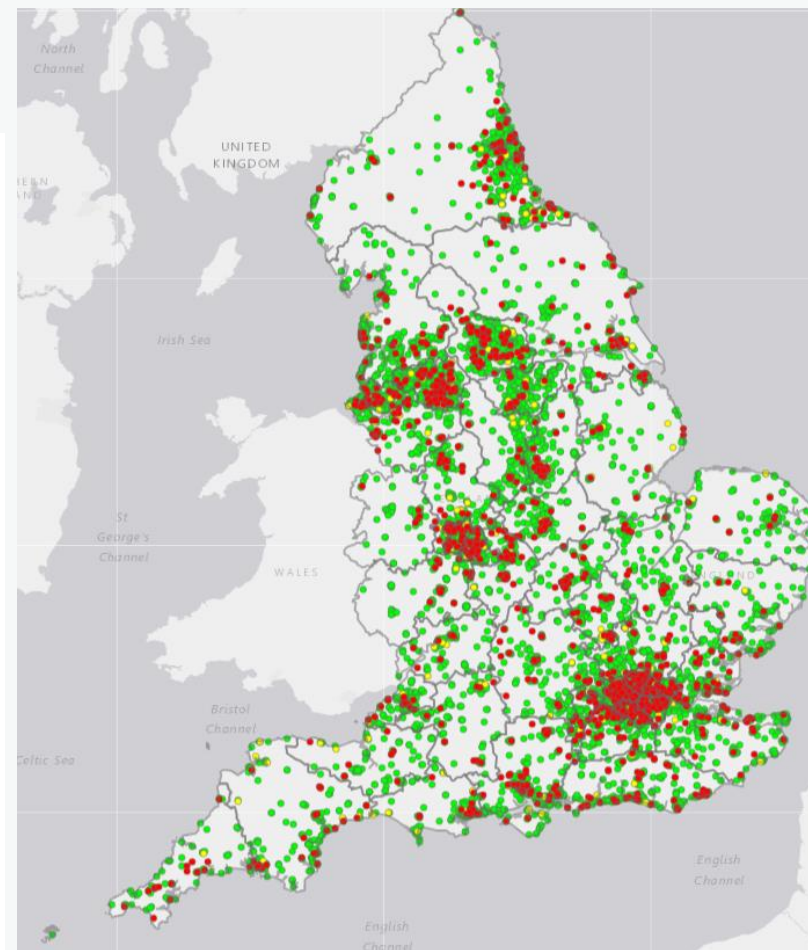 North
Channel
UNITED
KINGDOM
Irish Sea
St
George's
Channel
WALES
Bristol
Channel
Celtic Sea
English
Channel
English
Channel